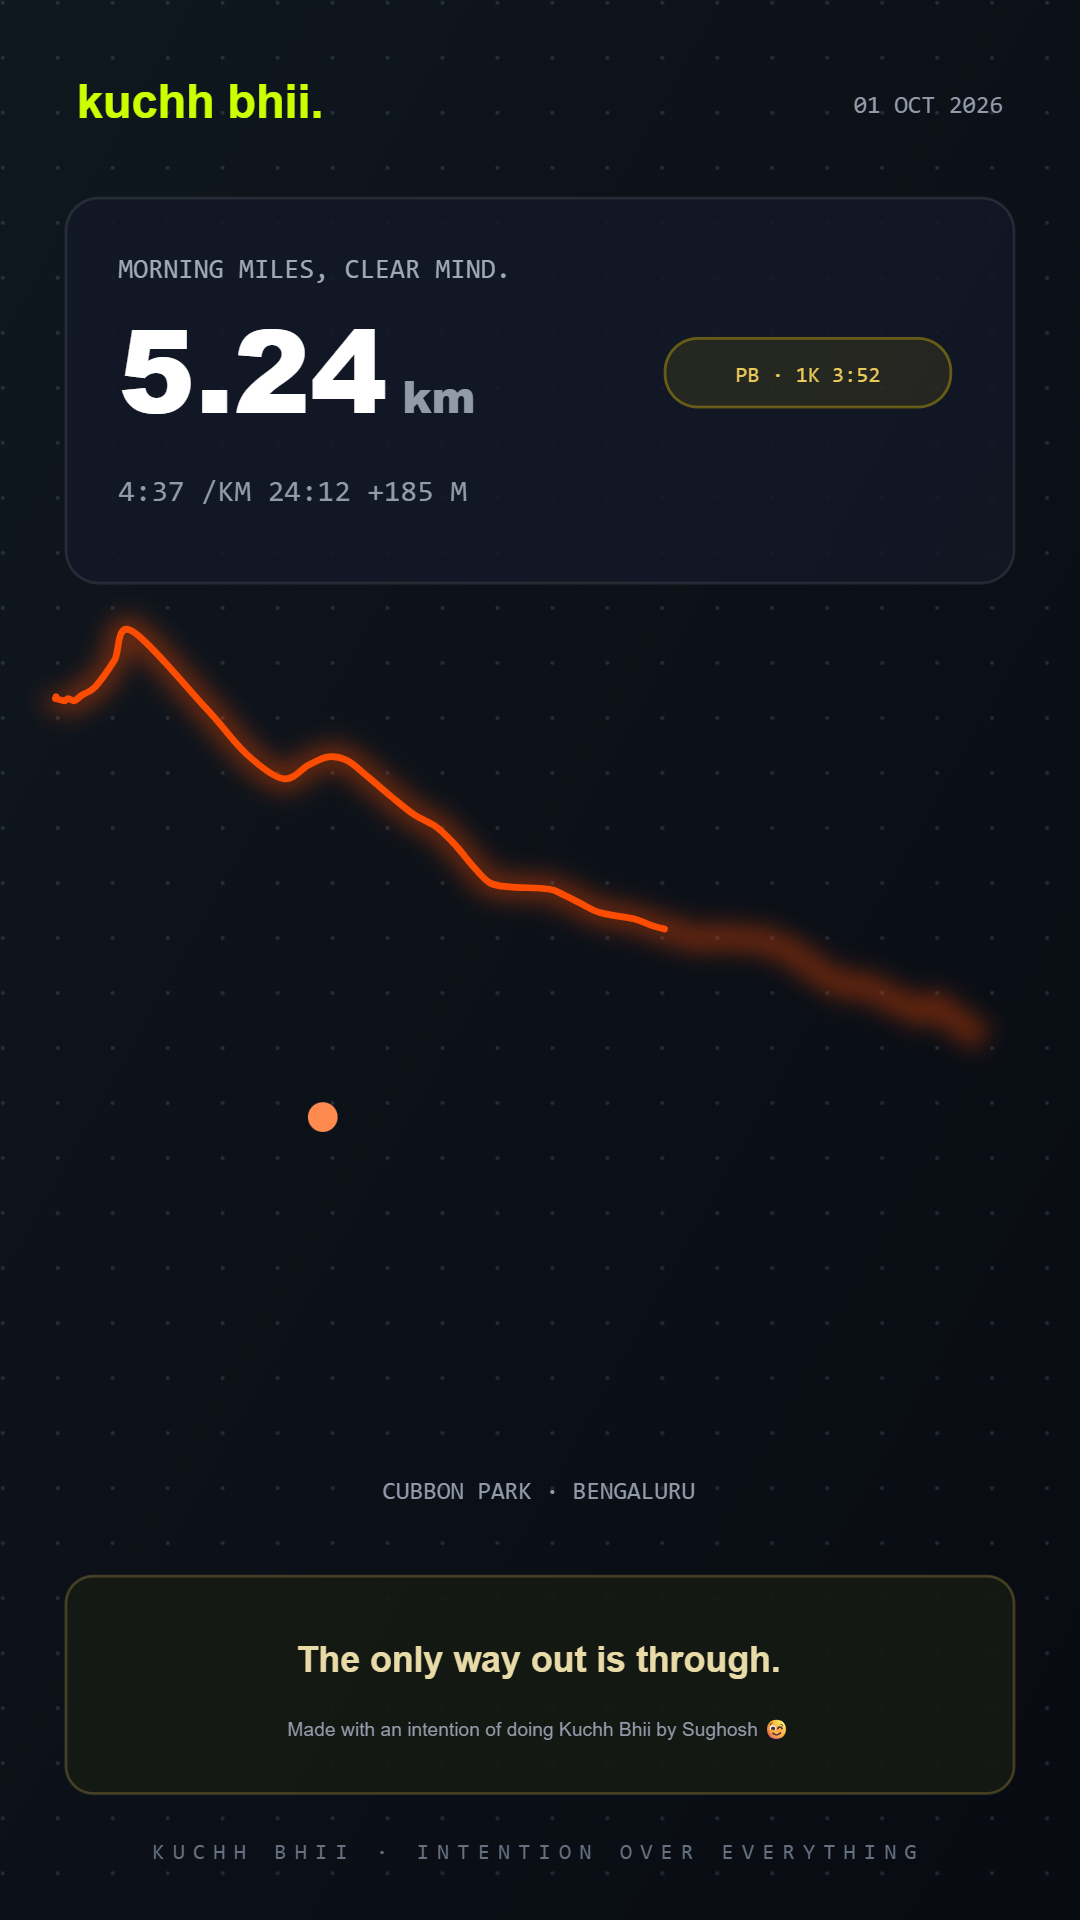 kuchh bhii.
01 OCT 2026
MORNING MILES, CLEAR MIND.
5.24 km
PB · 1K 3:52
4:37 /KM 24:12 +185 M
CUBBON PARK · BENGALURU
The only way out is through.
Made with an intention of doing Kuchh Bhii by Sughosh 🥳
KUCHH BHII · INTENTION OVER EVERYTHING